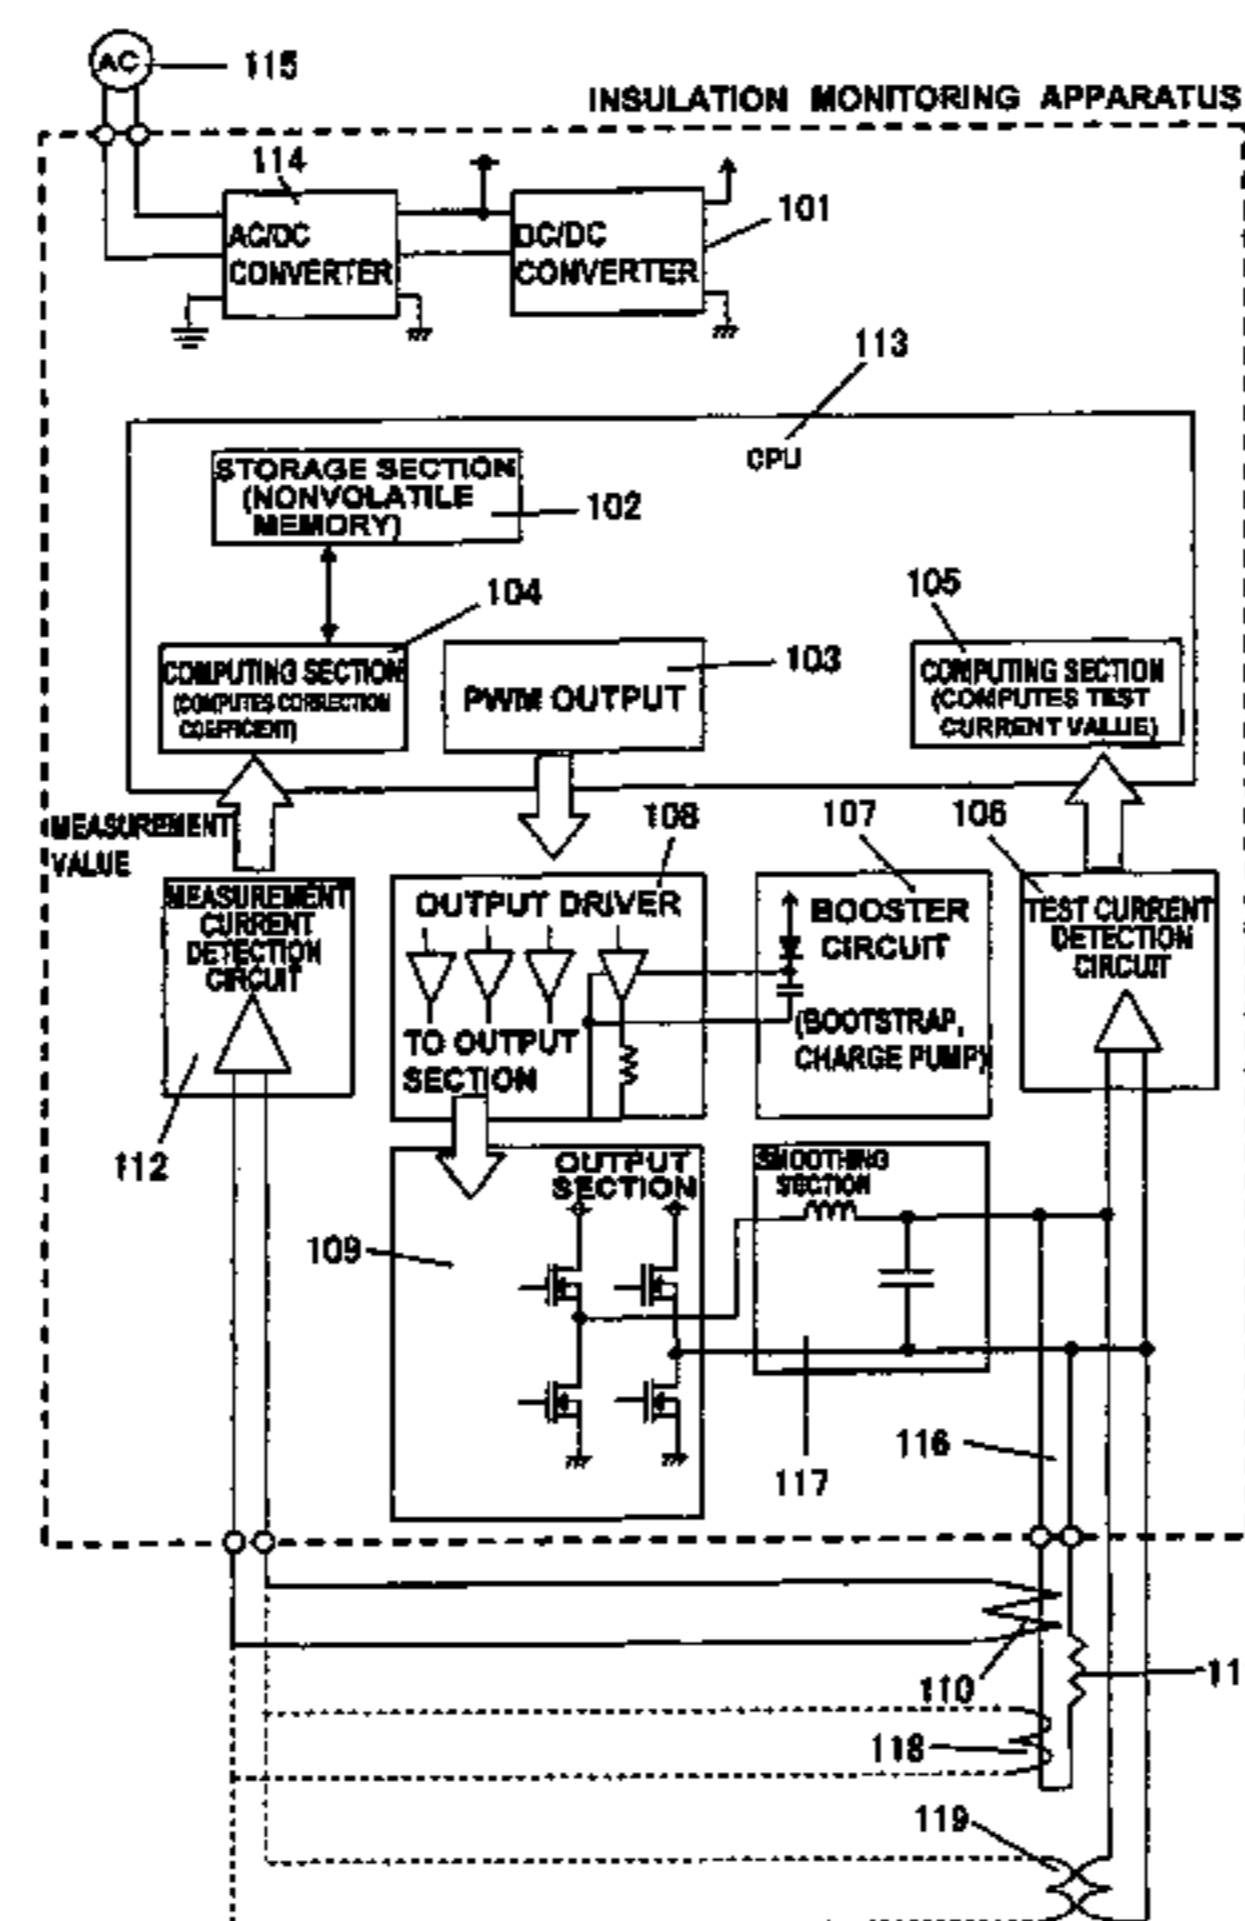 AC
115
INSULATION MONITORING APPARATUS
114
AC/DC
CONVERTER
DC/DC
CONVERTER
101
113
CPU
STORAGE SECTION
(NONVOLATILE
MEMORY)
102
104
105
COMPUTING SECTION
(COMPUTES CORRECTION
COEFFICIENT)
PWM OUTPUT
103
COMPUTING SECTION
(COMPUTES TEST
CURRENT VALUE)
MEASUREMENT
VALUE
108
107
106
MEASUREMENT
CURRENT
DETECTION
CIRCUIT
OUTPUT DRIVER
TO OUTPUT
SECTION
BOOSTER
CIRCUIT
(BOOTSTRAP,
CHARGE PUMP)
TEST CURRENT
DETECTION
CIRCUIT
112
OUTPUT
SECTION
SMOOTHING
SECTION
109
116
117
110
11
118
119